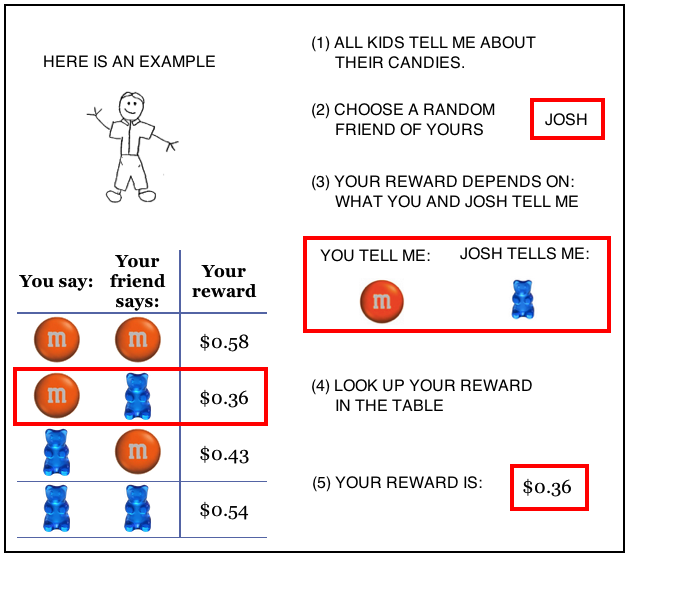 HERE IS AN EXAMPLE
You say:
Your
friend
says:
Your
reward
m m $0.58
m $0.36
m $0.43
$0.54
(1) ALL KIDS TELL ME ABOUT
THEIR CANDIES.
(2) CHOOSE A RANDOM
FRIEND OF YOURS
JOSH
(3) YOUR REWARD DEPENDS ON:
WHAT YOU AND JOSH TELL ME
YOU TELL ME:
JOSH TELLS ME:
m
(4) LOOK UP YOUR REWARD
IN THE TABLE
(5) YOUR REWARD IS:
$0.36